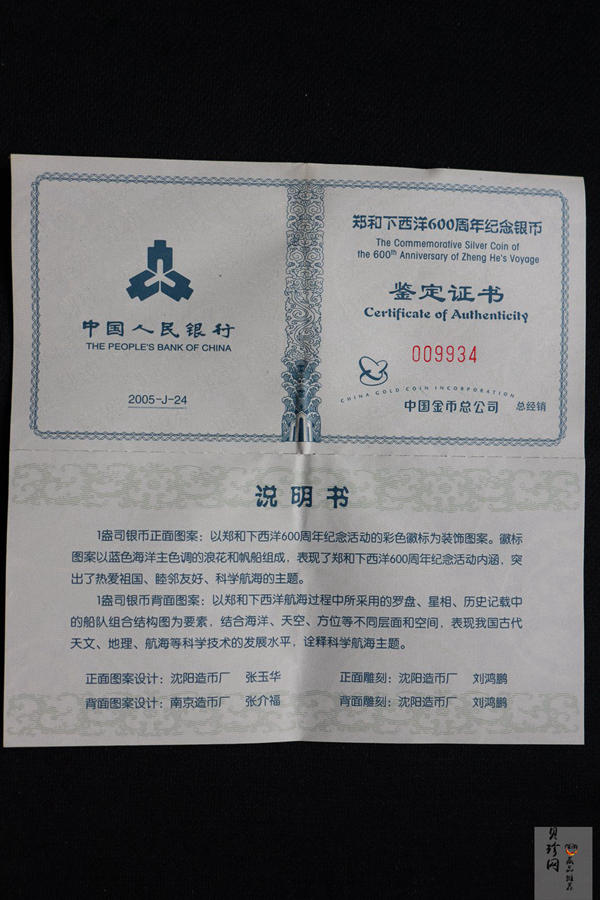 中国人民银行
THE PEOPLE'S BANK OF CHINA
2005-J-24
郑和下西洋600周年纪念银币
The Commemorative Silver Coin of
the 600th Anniversary of Zheng He's Voyage
鉴定证书
Certificate of Authenticity
009934
CHINA GOLD COIN INCORPORATION
中国金币总公司 总经销
说明书
1盎司银币正面图案：以郑和下西洋600周年纪念活动的彩色徽标为装饰图案。徽标
图案以蓝色海洋主色调的浪花和帆船组成，表现了郑和下西洋600周年纪念活动内涵，突
出了热爱祖国、睦邻友好、科学航海的主题。
1盎司银币背面图案：以郑和下西洋航海过程中所采用的罗盘、星相、历史记载中
的船队组合结构图为要素，结合海洋、天空、方位等不同层面和空间，表现我国古代
天文、地理、航海等科学技术的发展水平，诠释科学航海主题。
正面图案设计：沈阳造币厂 张玉华 正面雕刻：沈阳造币厂 刘鸿鹏
背面图案设计：南京造币厂 张介福 背面雕刻：沈阳造币厂 刘鸿鹏
贝珍网